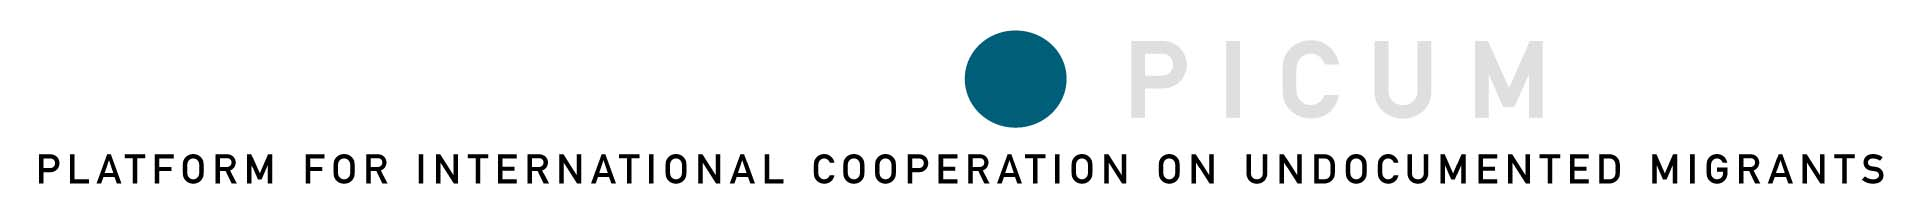 PICUM
PLATFORM FOR INTERNATIONAL COOPERATION ON UNDOCUMENTED MIGRANTS